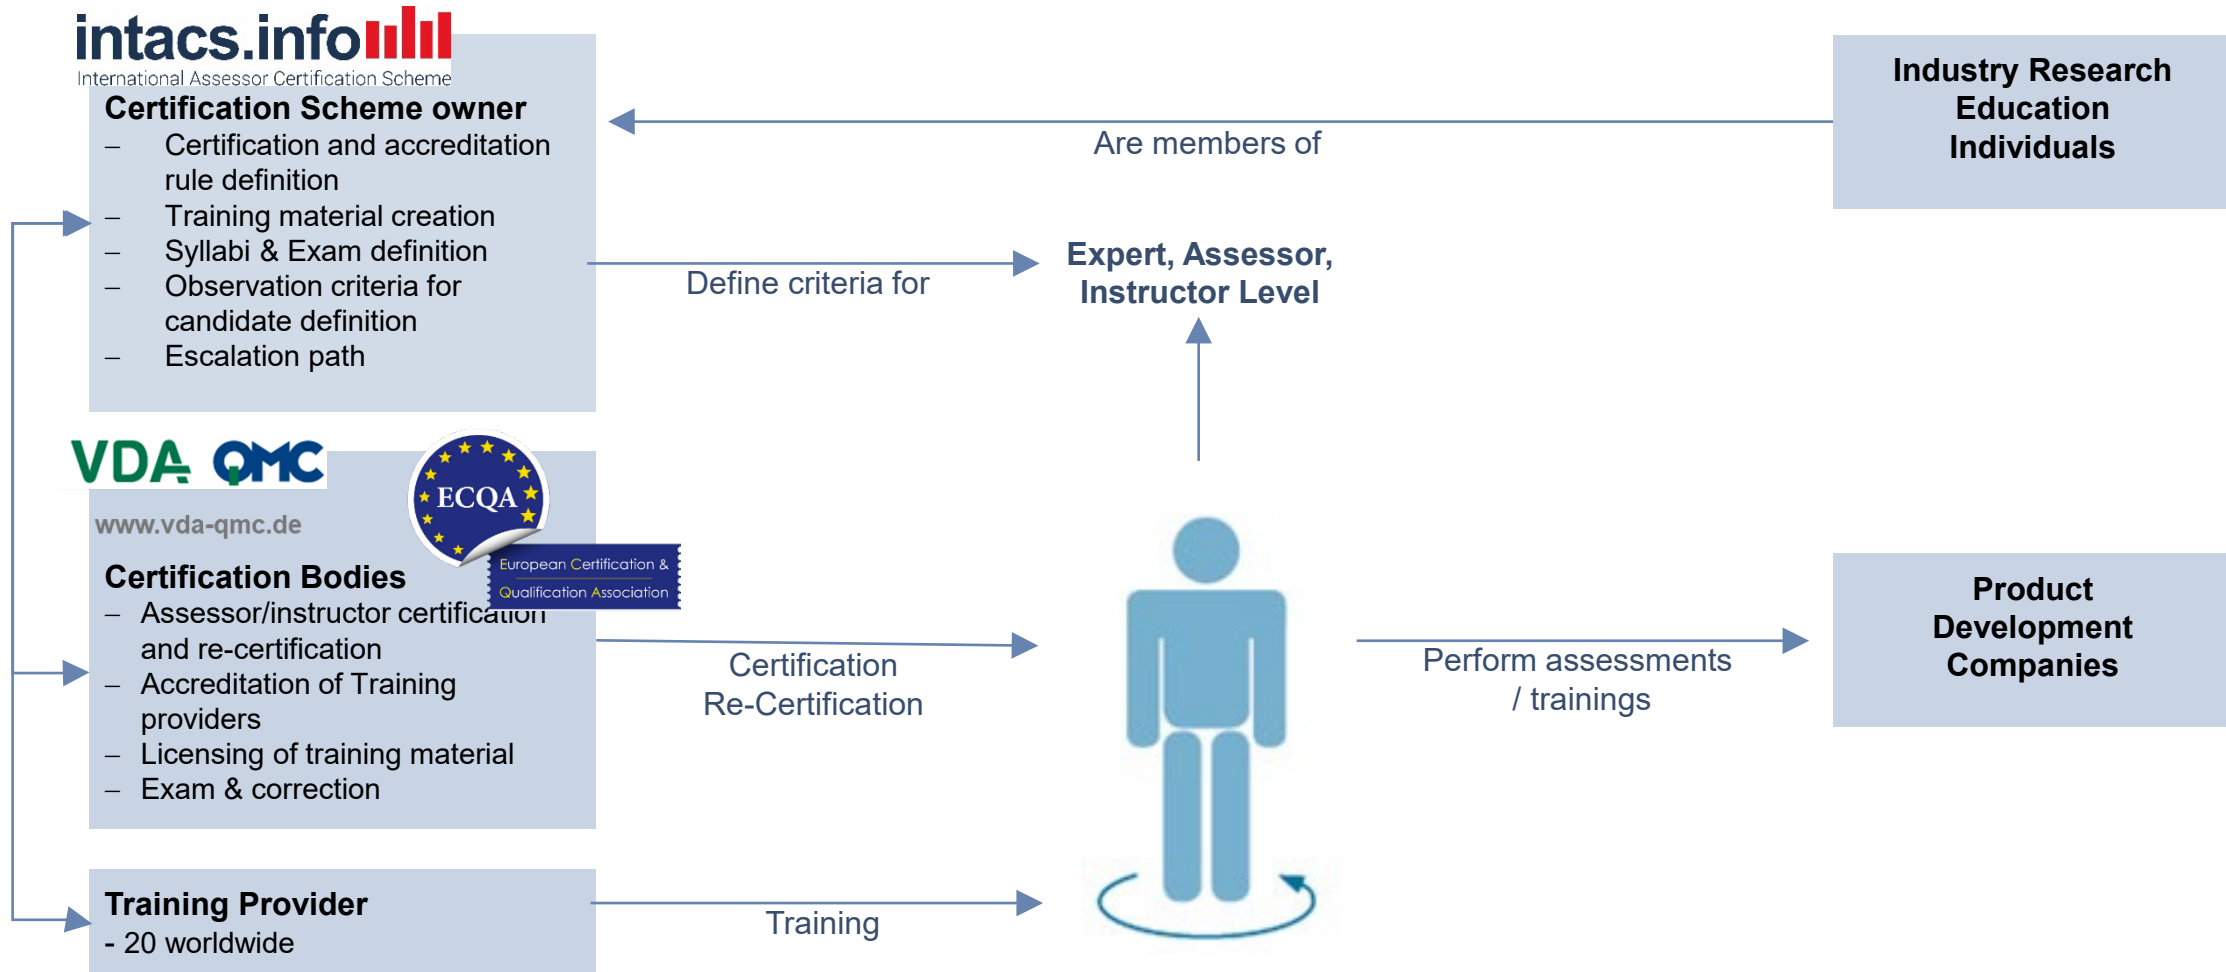 intacs.info
International Assessor Certification Scheme
Certification Scheme owner
– Certification and accreditation
rule definition
– Training material creation
– Syllabi & Exam definition
– Observation criteria for
candidate definition
– Escalation path
Industry Research
Education
Individuals
Are members of
Define criteria for
Expert, Assessor,
Instructor Level
VDA QMC
www.vda-qmc.de
ECQA
European Certification &
Qualification Association
Certification Bodies
– Assessor/instructor certification
and re-certification
– Accreditation of Training
providers
– Licensing of training material
– Exam & correction
Certification
Re-Certification
Perform assessments
/ trainings
Product
Development
Companies
Training Provider
- 20 worldwide
Training